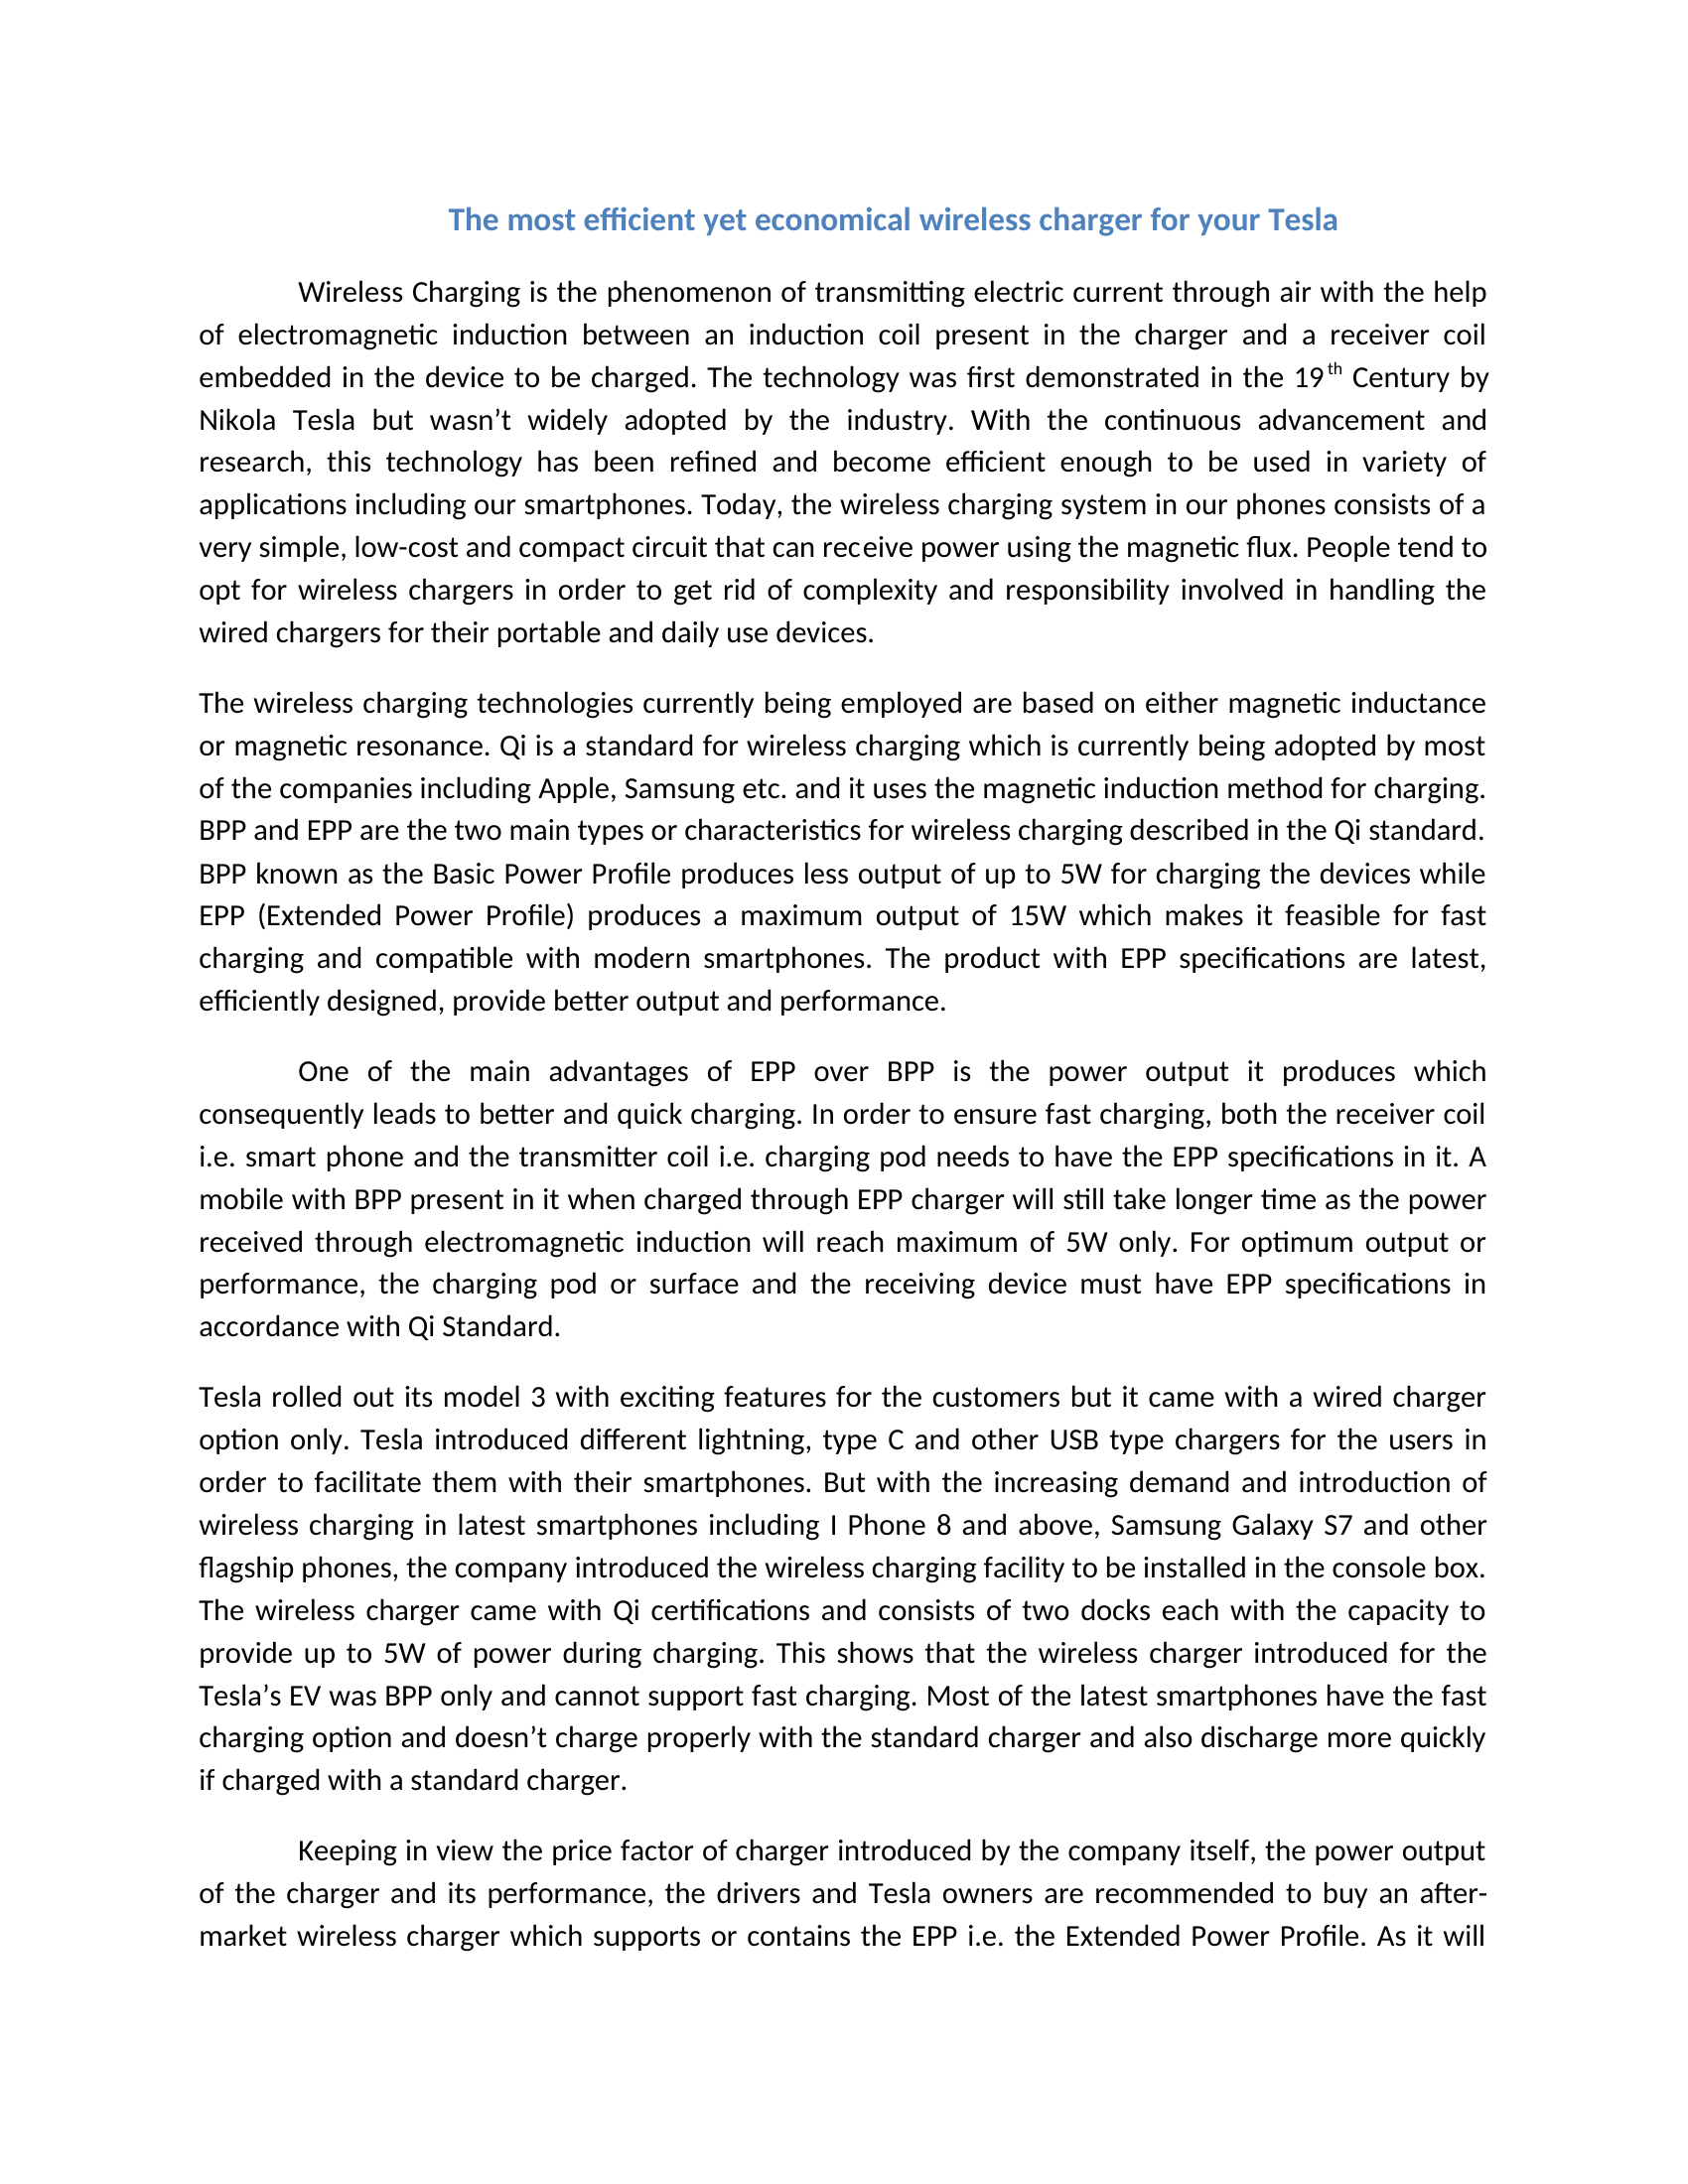 The most efficient yet economical wireless charger for your Tesla
Wireless Charging is the phenomenon of transmitting electric current through air with the help
of electromagnetic induction between an induction coil present in the charger and a receiver coil
embedded in the device to be charged. The technology was first demonstrated in the 19th Century by
Nikola Tesla but wasn’t widely adopted by the industry. With the continuous advancement and
research, this technology has been refined and become efficient enough to be used in variety of
applications including our smartphones. Today, the wireless charging system in our phones consists of a
very simple, low-cost and compact circuit that can receive power using the magnetic flux. People tend to
opt for wireless chargers in order to get rid of complexity and responsibility involved in handling the
wired chargers for their portable and daily use devices.
The wireless charging technologies currently being employed are based on either magnetic inductance
or magnetic resonance. Qi is a standard for wireless charging which is currently being adopted by most
of the companies including Apple, Samsung etc. and it uses the magnetic induction method for charging.
BPP and EPP are the two main types or characteristics for wireless charging described in the Qi standard.
BPP known as the Basic Power Profile produces less output of up to 5W for charging the devices while
EPP (Extended Power Profile) produces a maximum output of 15W which makes it feasible for fast
charging and compatible with modern smartphones. The product with EPP specifications are latest,
efficiently designed, provide better output and performance.
One of the main advantages of EPP over BPP is the power output it produces which
consequently leads to better and quick charging. In order to ensure fast charging, both the receiver coil
i.e. smart phone and the transmitter coil i.e. charging pod needs to have the EPP specifications in it. A
mobile with BPP present in it when charged through EPP charger will still take longer time as the power
received through electromagnetic induction will reach maximum of 5W only. For optimum output or
performance, the charging pod or surface and the receiving device must have EPP specifications in
accordance with Qi Standard.
Tesla rolled out its model 3 with exciting features for the customers but it came with a wired charger
option only. Tesla introduced different lightning, type C and other USB type chargers for the users in
order to facilitate them with their smartphones. But with the increasing demand and introduction of
wireless charging in latest smartphones including I Phone 8 and above, Samsung Galaxy S7 and other
flagship phones, the company introduced the wireless charging facility to be installed in the console box.
The wireless charger came with Qi certifications and consists of two docks each with the capacity to
provide up to 5W of power during charging. This shows that the wireless charger introduced for the
Tesla’s EV was BPP only and cannot support fast charging. Most of the latest smartphones have the fast
charging option and doesn’t charge properly with the standard charger and also discharge more quickly
if charged with a standard charger.
Keeping in view the price factor of charger introduced by the company itself, the power output
of the charger and its performance, the drivers and Tesla owners are recommended to buy an after-
market wireless charger which supports or contains the EPP i.e. the Extended Power Profile. As it will